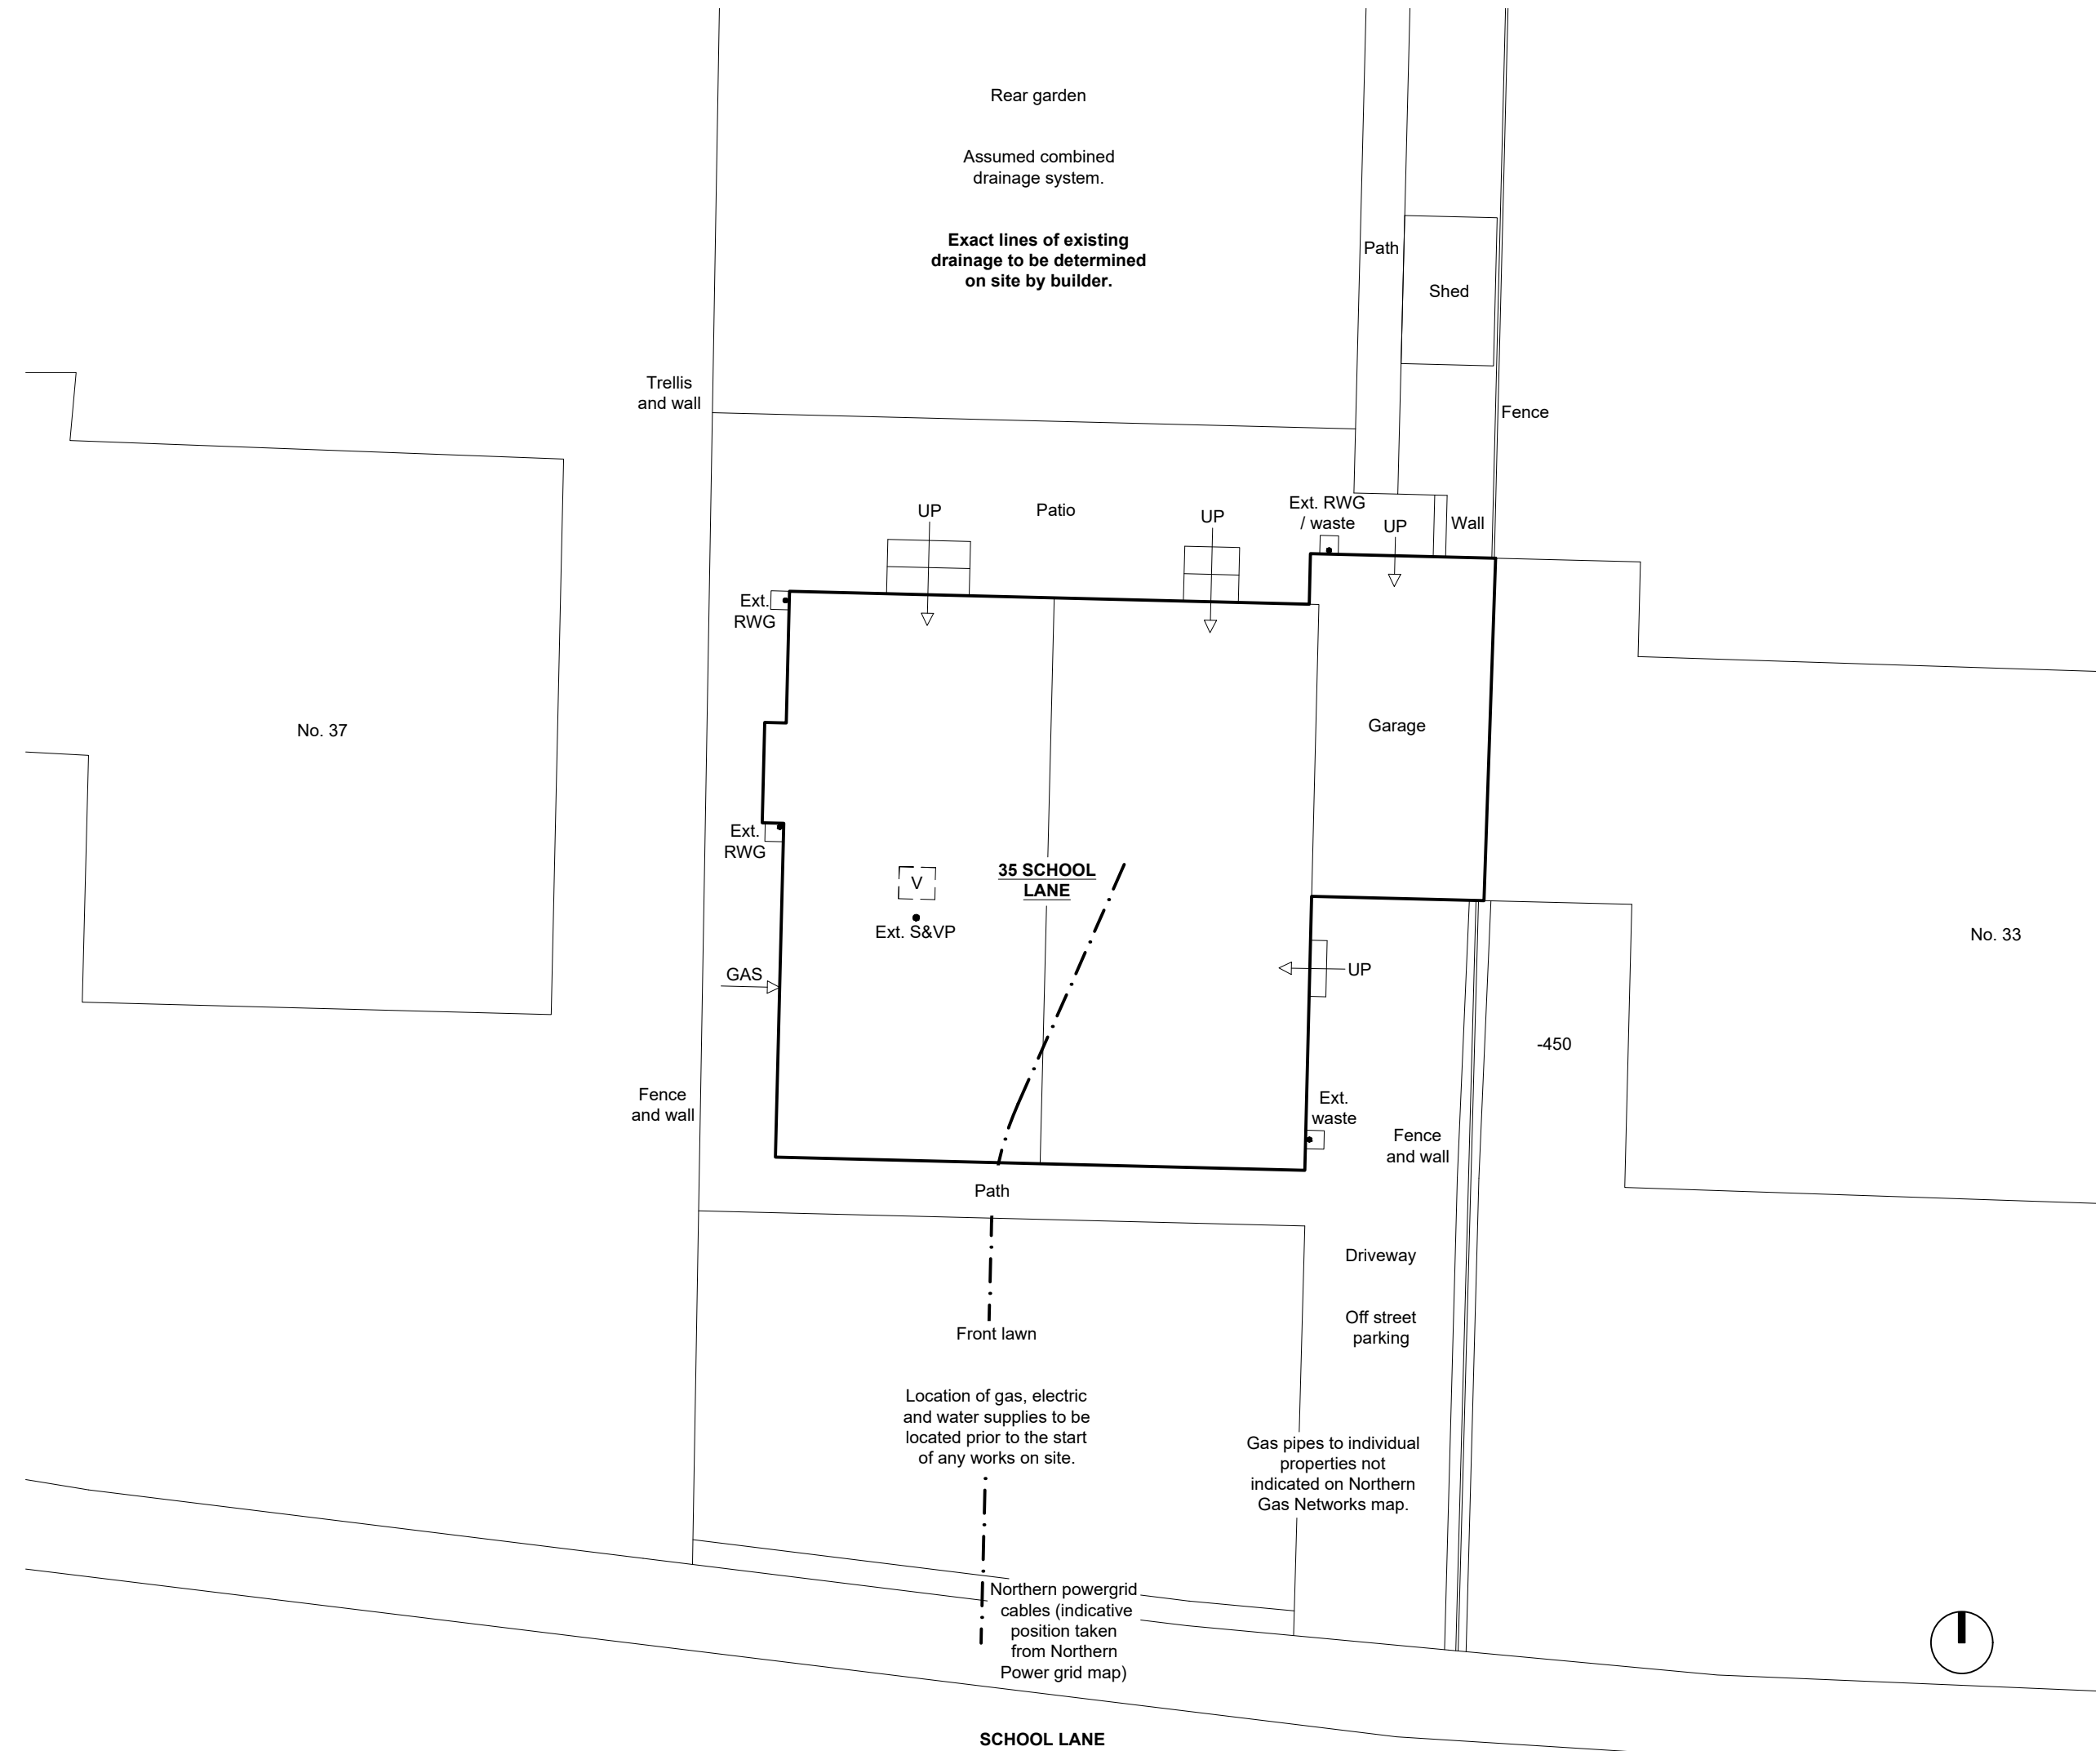 Rear garden
Assumed combined
drainage system.
Exact lines of existing
drainage to be determined
on site by builder.
Path
Shed
Trellis
and wall
Fence
UP
Patio
UP
Ext. RWG
/ waste
UP
Wall
Ext.
RWG
No. 37
Garage
Ext.
RWG
35 SCHOOL
LANE
V
Ext. S&VP
No. 33
GAS
UP
-450
Fence
and wall
Ext.
waste
Fence
and wall
Path
Driveway
Off street
parking
Front lawn
Location of gas, electric
and water supplies to be
located prior to the start
of any works on site.
Gas pipes to individual
properties not
indicated on Northern
Gas Networks map.
Northern powergrid
cables (indicative
position taken
from Northern
Power grid map)
SCHOOL LANE